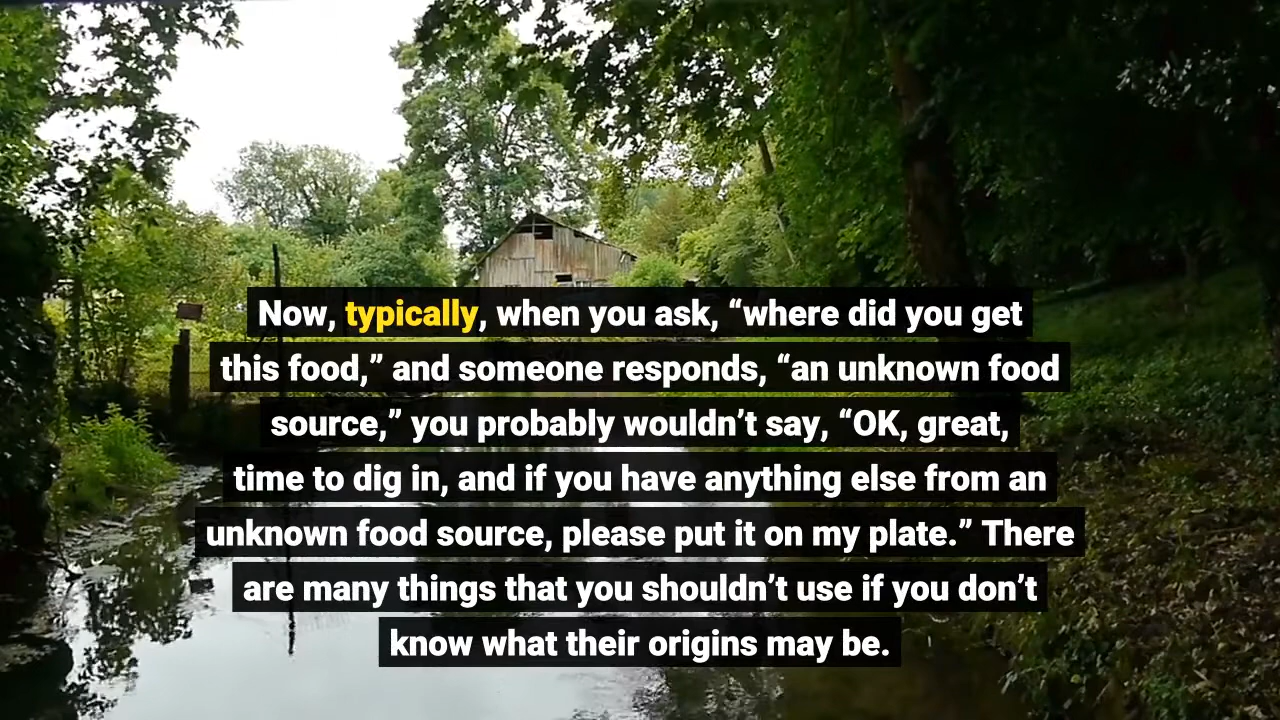 Now, typically, when you ask, “where did you get
this food,” and someone responds, “an unknown food
source,” you probably wouldn’t say, “OK, great,
time to dig in, and if you have anything else from an
unknown food source, please put it on my plate.” There
are many things that you shouldn’t use if you don’t
know what their origins may be.